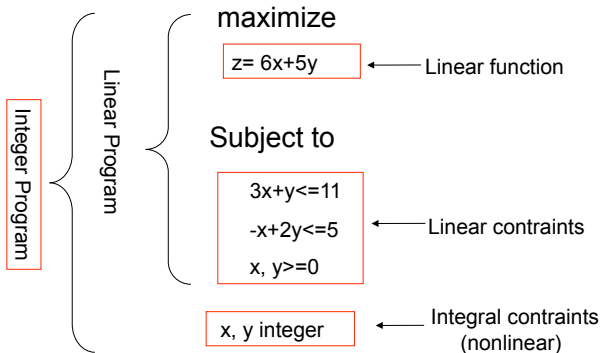 maximize
z= 6x+5y
Linear function
Subject to
3x+y<=11
-x+2y<=5
x, y>=0
Linear contraints
x, y integer
Integral contraints
(nonlinear)
Linear Program
Integer Program